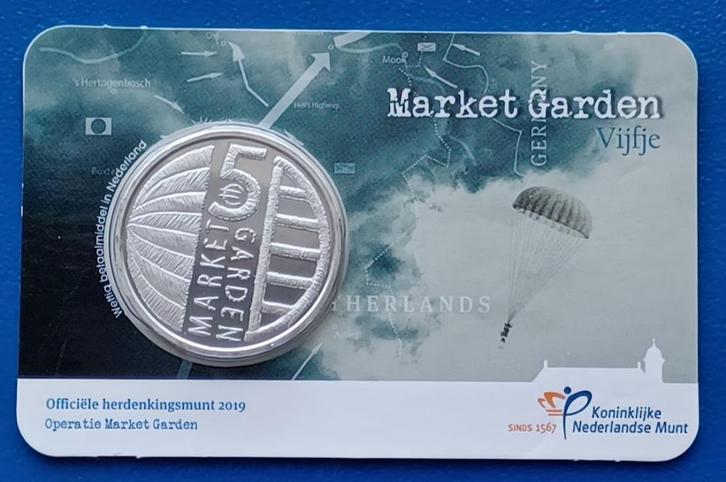 Market Garden
Vijfje
's Hertogenbosch
Mook
Hell's Highway
GERMANY
Wettig betaalmiddel in Nederland
5
MARKET
GARDEN
THERLANDS
Officiële herdenkingsmunt 2019
Operatie Market Garden
SINDS 1567
Koninklijke
Nederlandse Munt